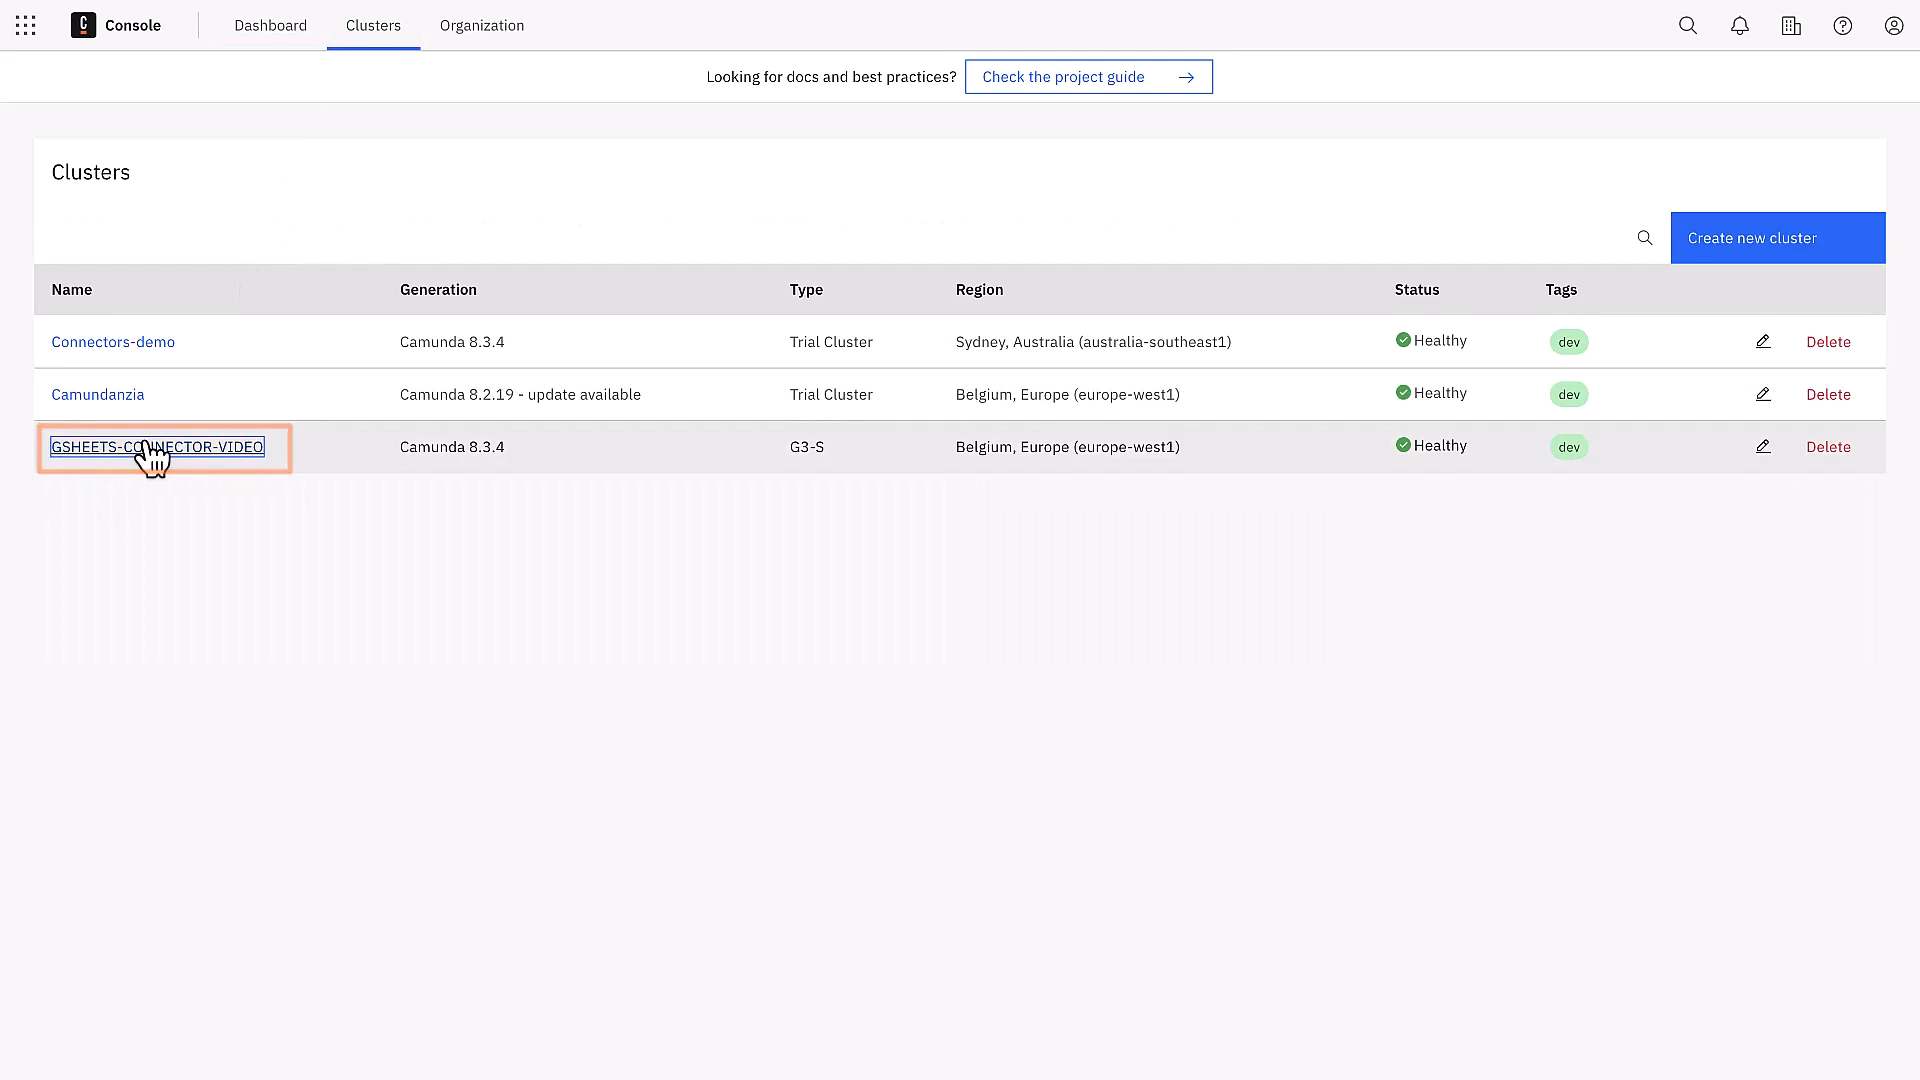 Console Dashboard Clusters Organization
Looking for docs and best practices? Check the project guide
Clusters
Create new cluster
Name Generation Type Region Status Tags
Connectors-demo Camunda 8.3.4 Trial Cluster Sydney, Australia (australia-southeast1) Healthy dev Delete
Camundanzia Camunda 8.2.19 - update available Trial Cluster Belgium, Europe (europe-west1) Healthy dev Delete
GSHEETS-CONNECTOR-VIDEO Camunda 8.3.4 G3-S Belgium, Europe (europe-west1) Healthy dev Delete